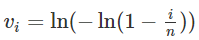 v_i = ln(−ln(1 − i/n))